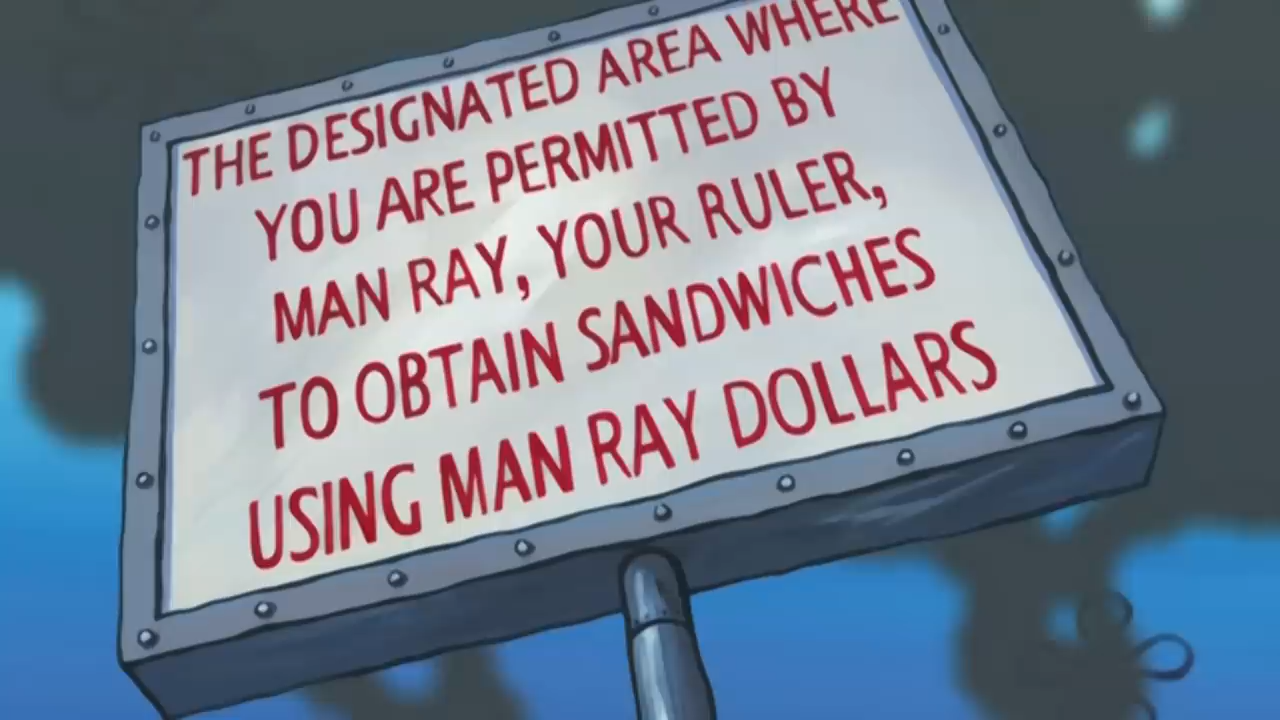 THE DESIGNATED AREA WHERE
YOU ARE PERMITTED BY
MAN RAY, YOUR RULER,
TO OBTAIN SANDWICHES
USING MAN RAY DOLLARS